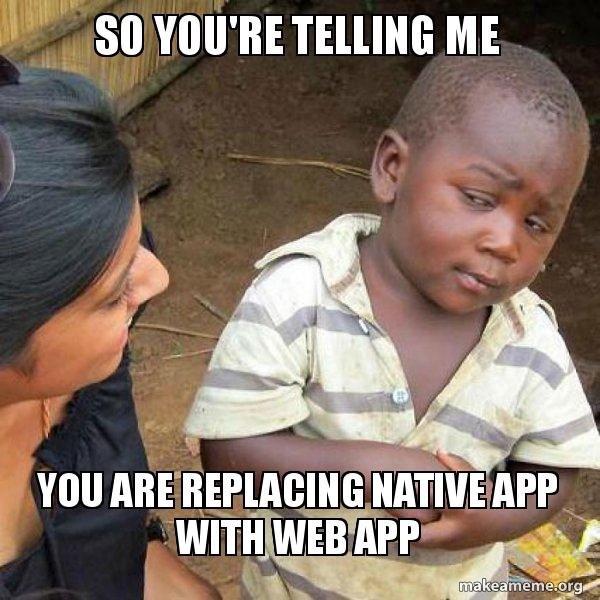 SO YOU'RE TELLING ME
YOU ARE REPLACING NATIVE APP
WITH WEB APP
makeameme.org